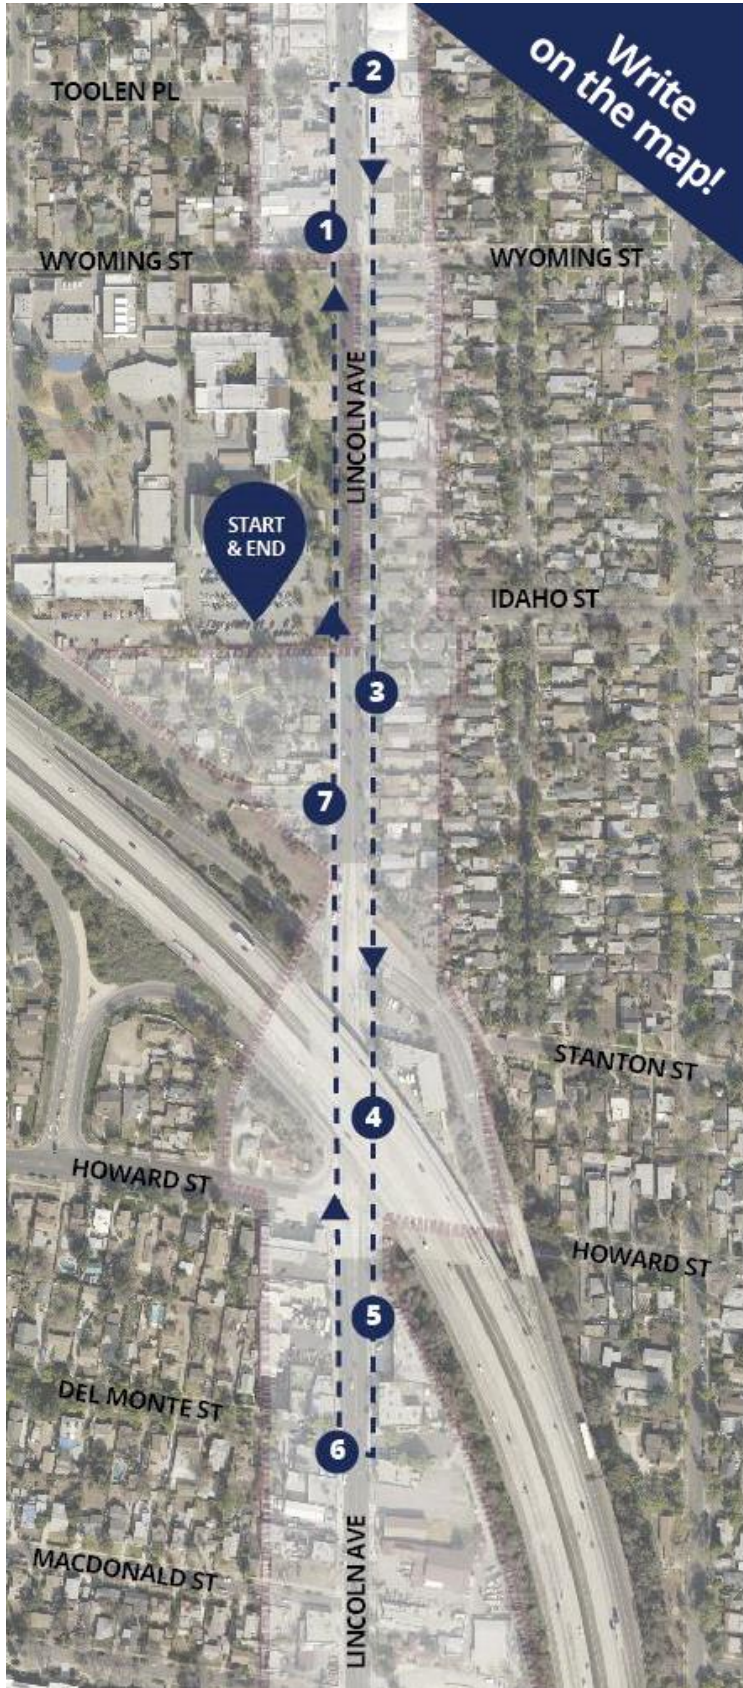 Write
on the map!
2
TOOLEN PL
1
WYOMING ST
WYOMING ST
LINCOLN AVE
START
& END
IDAHO ST
3
7
STANTON ST
4
HOWARD ST
HOWARD ST
5
DEL MONTE ST
6
MACDONALD ST
LINCOLN AVE